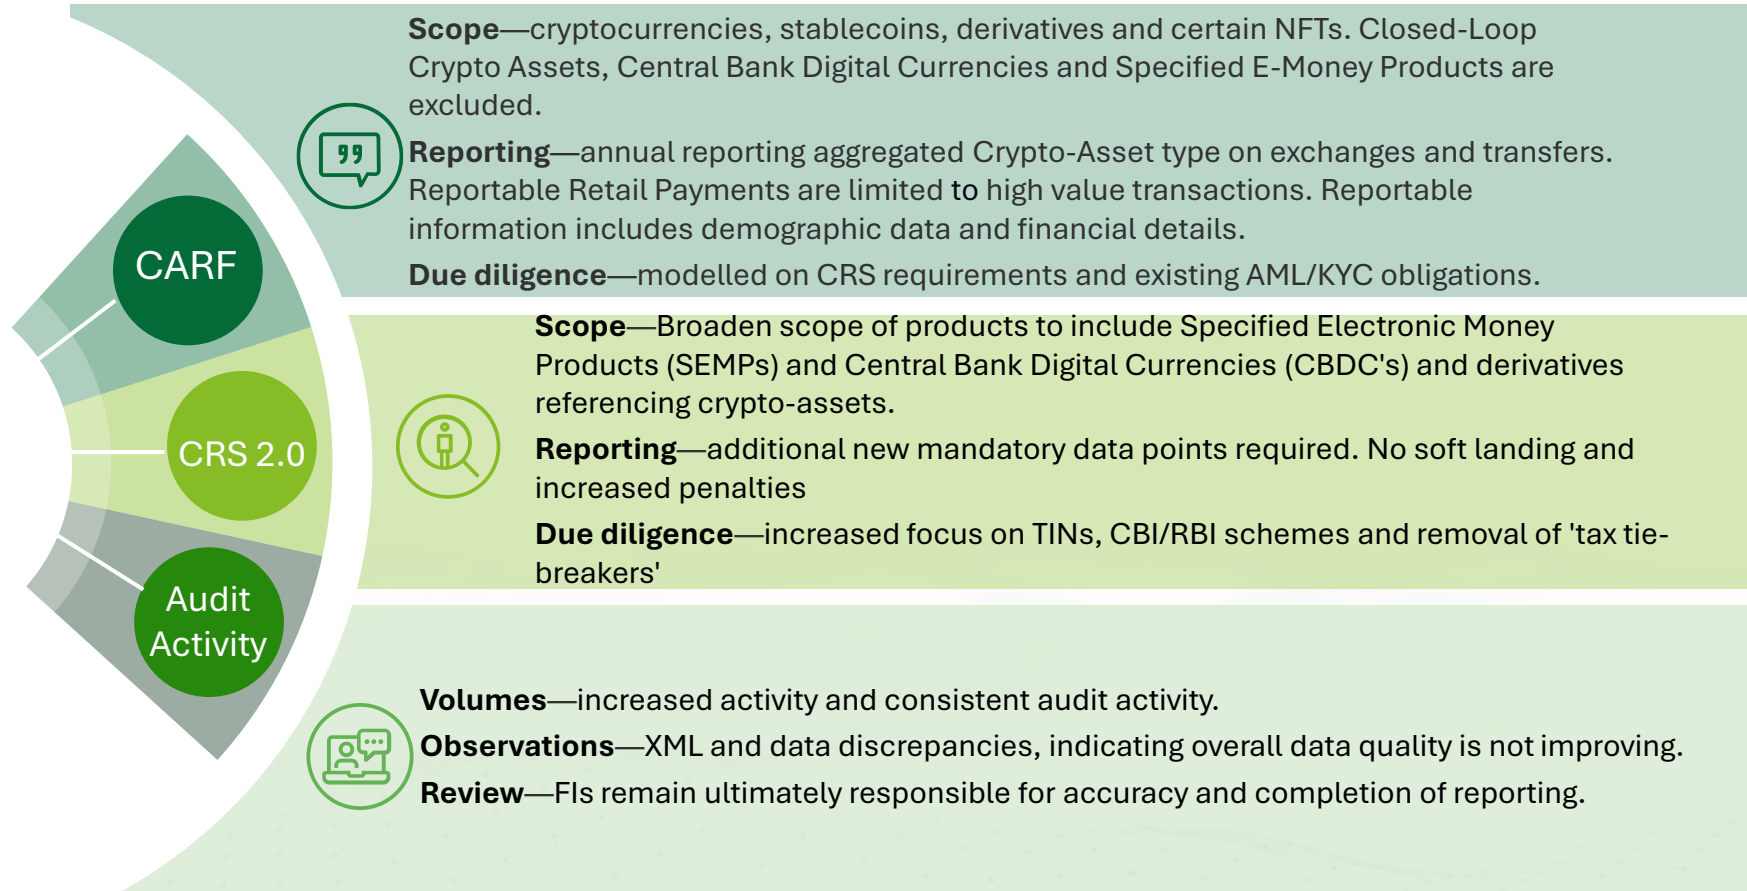 Scope—cryptocurrencies, stablecoins, derivatives and certain NFTs. Closed-Loop
Crypto Assets, Central Bank Digital Currencies and Specified E-Money Products are
excluded.
Reporting—annual reporting aggregated Crypto-Asset type on exchanges and transfers.
Reportable Retail Payments are limited to high value transactions. Reportable
information includes demographic data and financial details.
Due diligence—modelled on CRS requirements and existing AML/KYC obligations.
CARF
Scope—Broaden scope of products to include Specified Electronic Money
Products (SEMPs) and Central Bank Digital Currencies (CBDC's) and derivatives
referencing crypto-assets.
Reporting—additional new mandatory data points required. No soft landing and
increased penalties
Due diligence—increased focus on TINs, CBI/RBI schemes and removal of 'tax tie-
breakers'
CRS 2.0
Audit
Activity
Volumes—increased activity and consistent audit activity.
Observations—XML and data discrepancies, indicating overall data quality is not improving.
Review—FIs remain ultimately responsible for accuracy and completion of reporting.